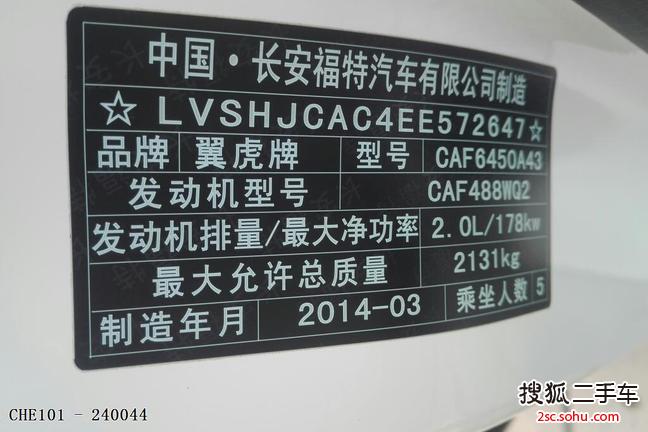 中国·长安福特汽车有限公司制造
☆LVSHJCAC4EE572647☆
品牌 翼虎牌 型号 CAF6450A43
发动机型号 CAF488WQ2
发动机排量/最大净功率 2.0L/178kw
最大允许总质量 2131kg
制造年月 2014-03 乘坐人数 5
CHE101 - 240044
搜狐二手车
2sc.sohu.com